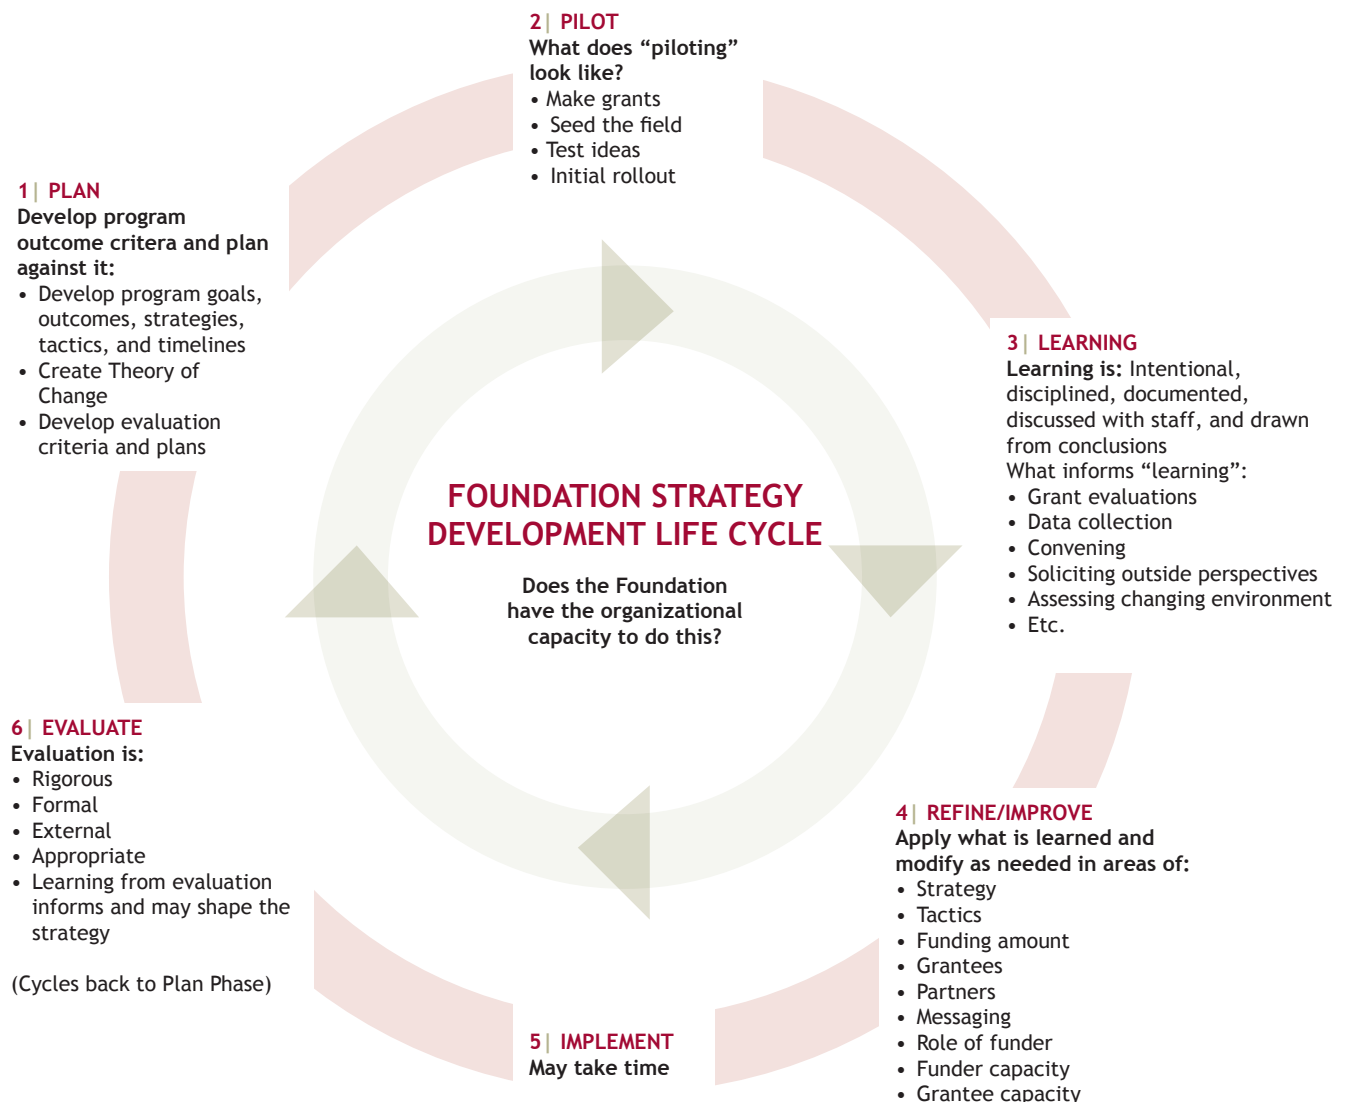 2| PILOT
What does “piloting”
look like?
• Make grants
• Seed the field
• Test ideas
• Initial rollout
1| PLAN
Develop program
outcome critera and plan
against it:
• Develop program goals,
outcomes, strategies,
tactics, and timelines
• Create Theory of
Change
• Develop evaluation
criteria and plans
3| LEARNING
Learning is: Intentional,
disciplined, documented,
discussed with staff, and drawn
from conclusions
What informs “learning”:
• Grant evaluations
• Data collection
• Convening
• Soliciting outside perspectives
• Assessing changing environment
• Etc.
FOUNDATION STRATEGY
DEVELOPMENT LIFE CYCLE
Does the Foundation
have the organizational
capacity to do this?
6| EVALUATE
Evaluation is:
• Rigorous
• Formal
• External
• Appropriate
• Learning from evaluation
informs and may shape the
strategy
(Cycles back to Plan Phase)
4| REFINE/IMPROVE
Apply what is learned and
modify as needed in areas of:
• Strategy
• Tactics
• Funding amount
• Grantees
• Partners
• Messaging
• Role of funder
• Funder capacity
• Grantee capacity
5| IMPLEMENT
May take time